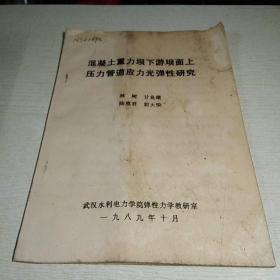 混凝土重力坝下游坝面上
压力管道应力光弹性研究
武汉水利电力学院弹性力学教研室
一九八九年十月